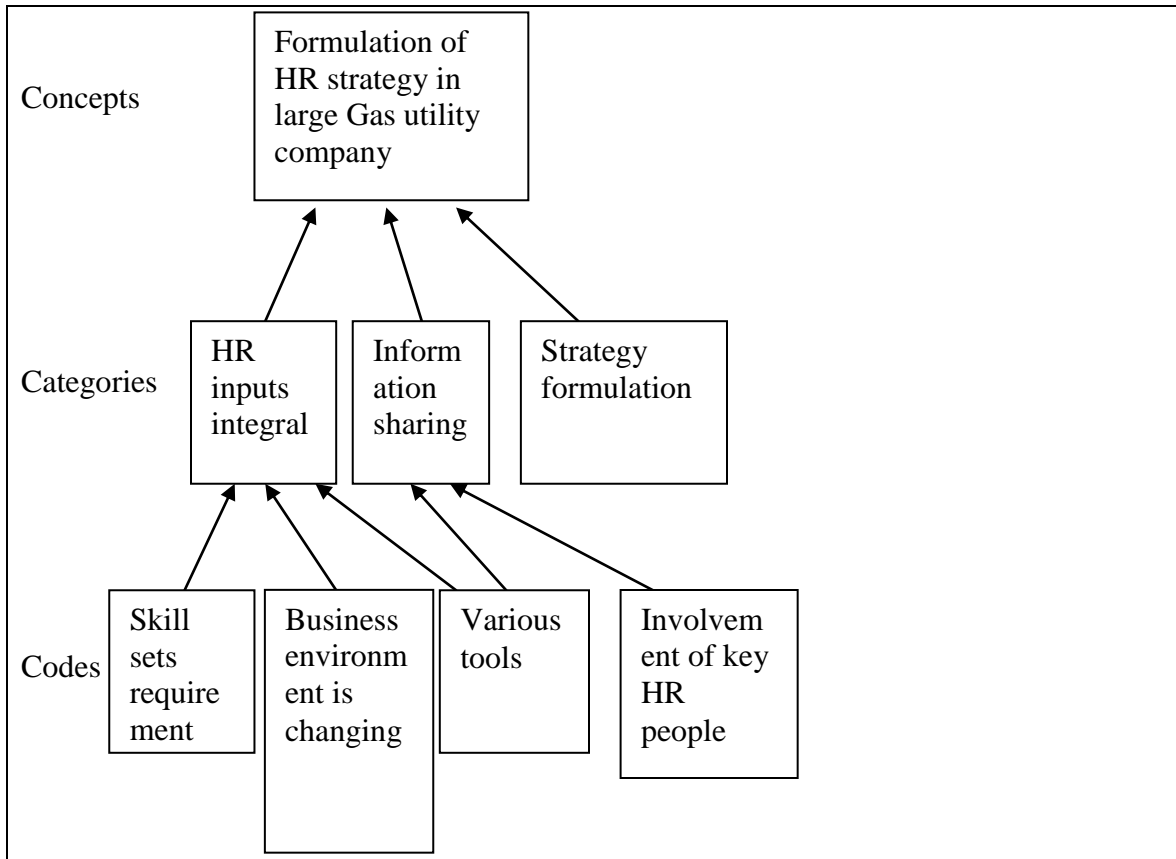 Concepts
Formulation of
HR strategy in
large Gas utility
company
Categories
HR
inputs
integral
Inform
ation
sharing
Strategy
formulation
Codes
Skill
sets
require
ment
Business
environm
ent is
changing
Various
tools
Involvem
ent of key
HR
people